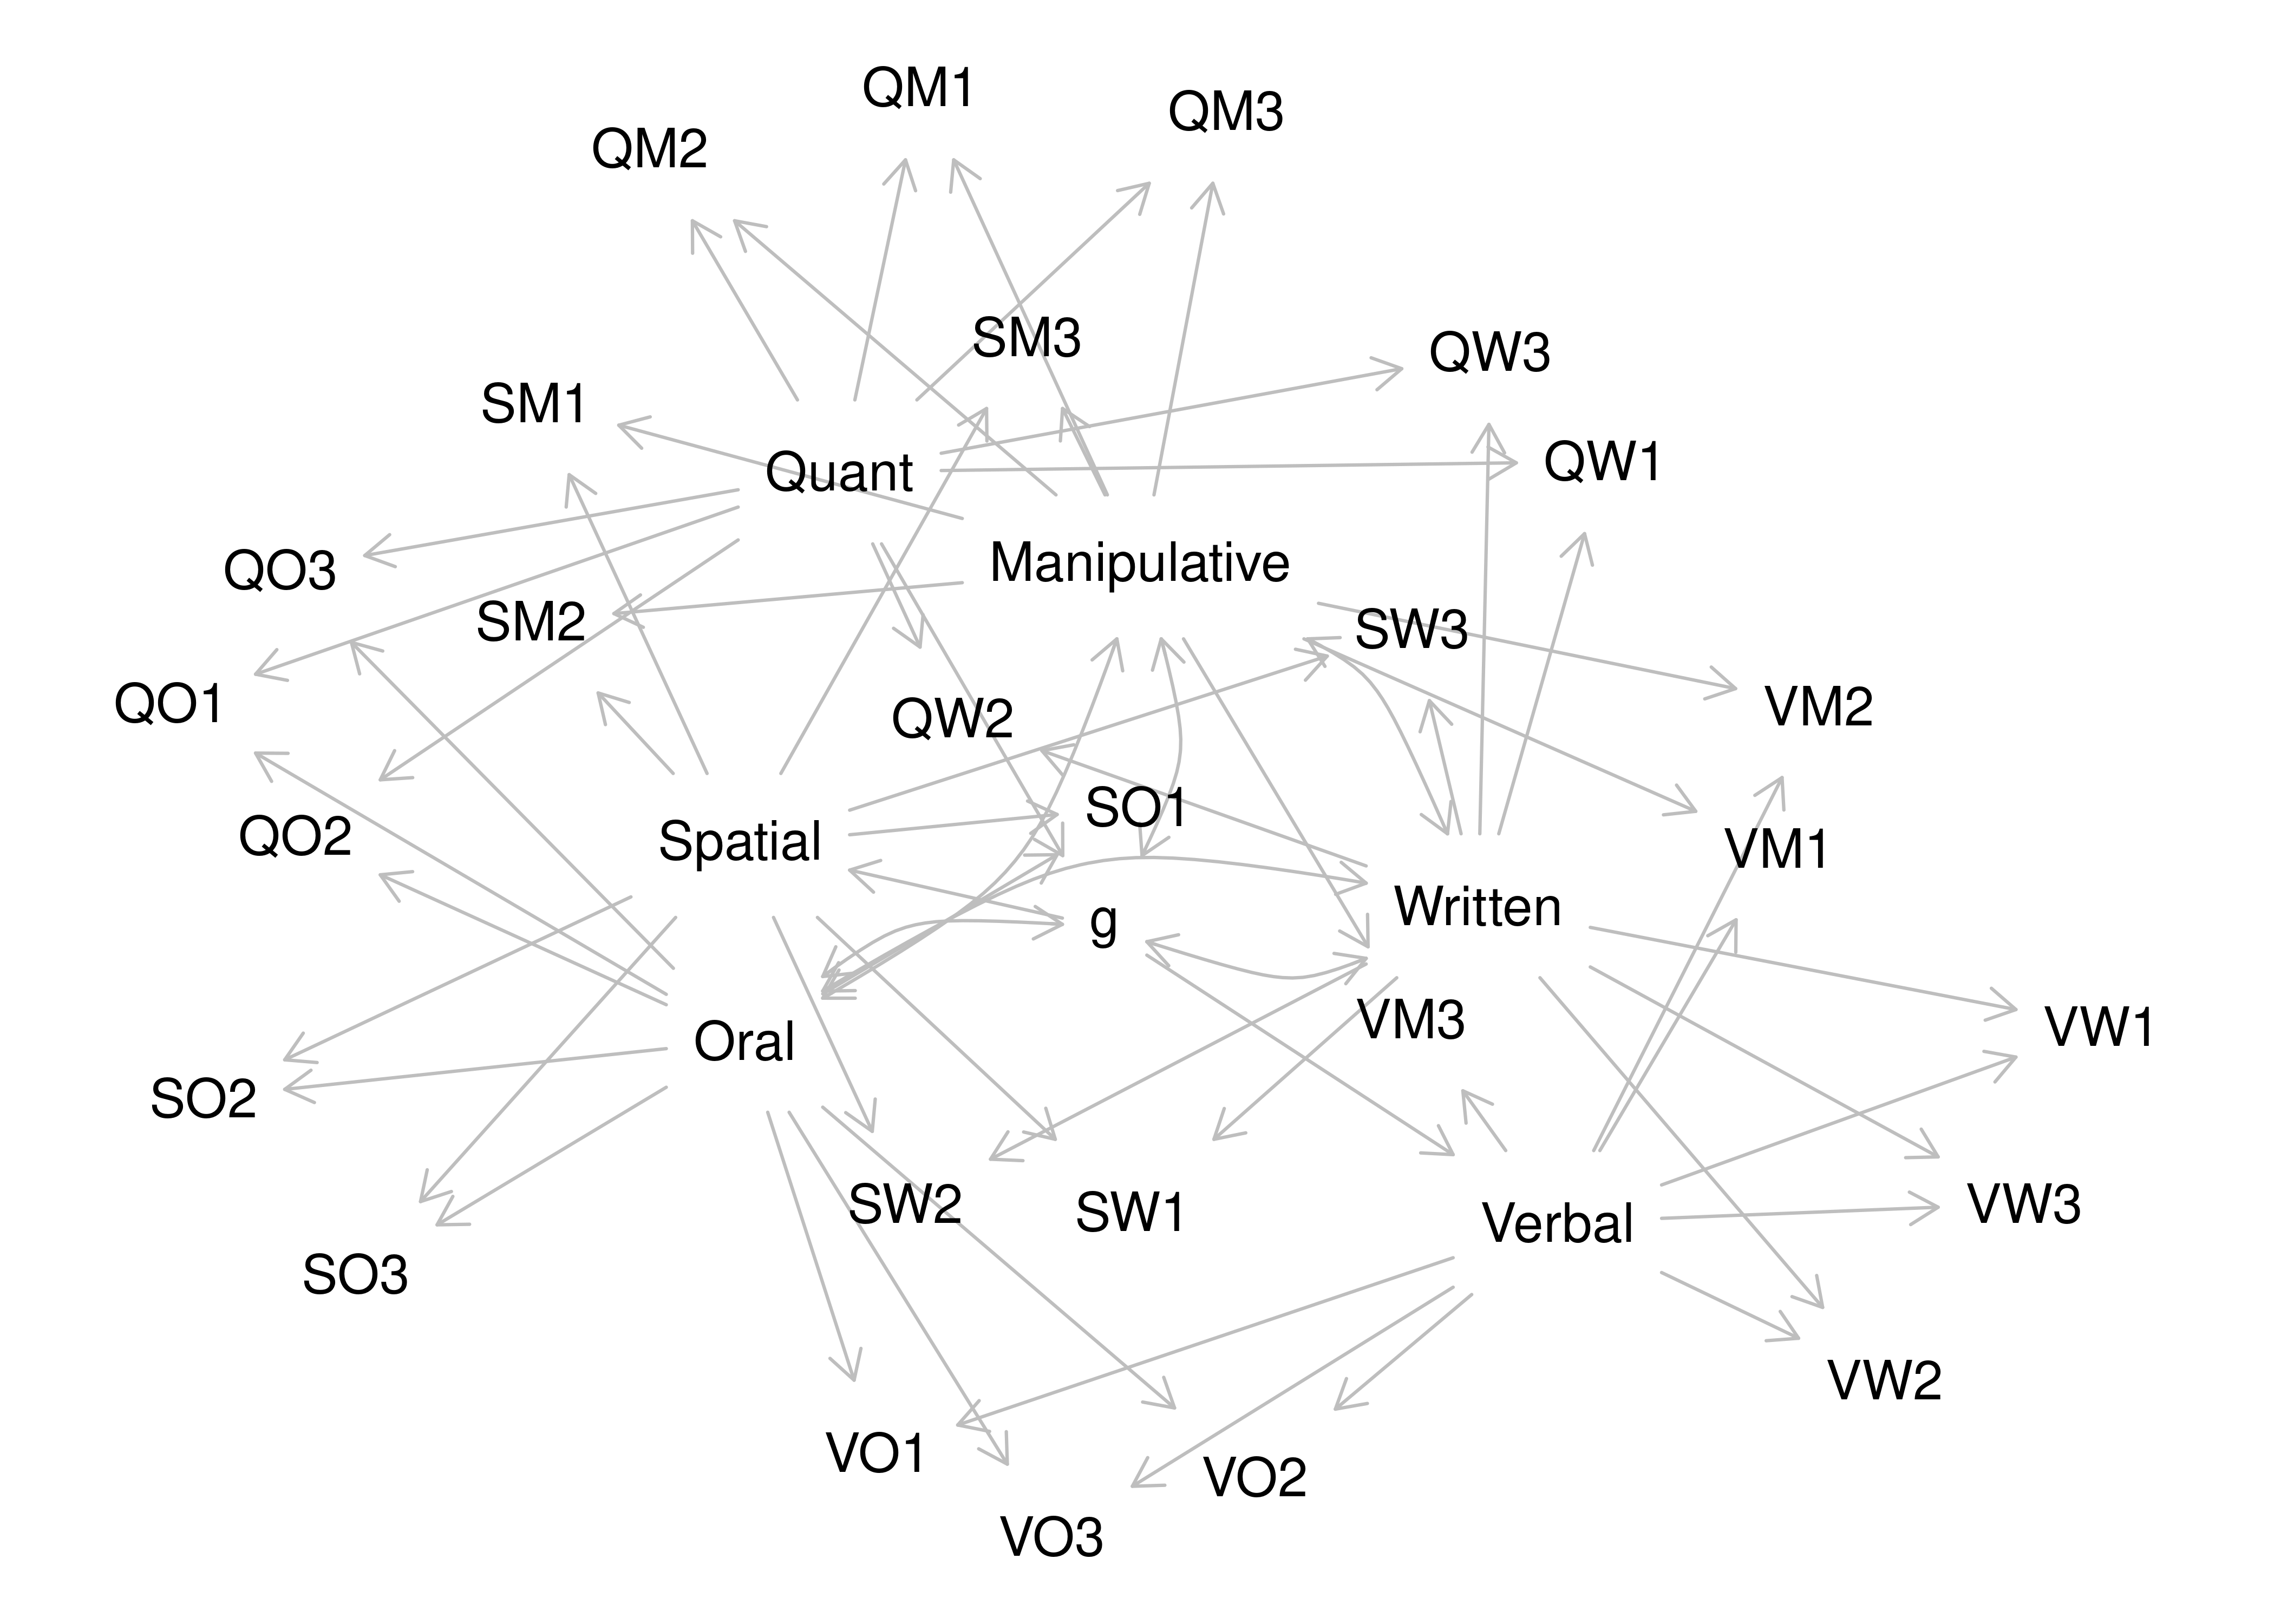 QM1
QM3
QM2
SM3
QW3
SM1
QW1
Quant
Manipulative
QO3
SM2
SW3
QO1
VM2
QW2
SO1
QO2
Spatial
VM1
Written
g
VM3
VW1
Oral
SO2
SW2
SW1
VW3
Verbal
SO3
VW2
VO1
VO2
VO3